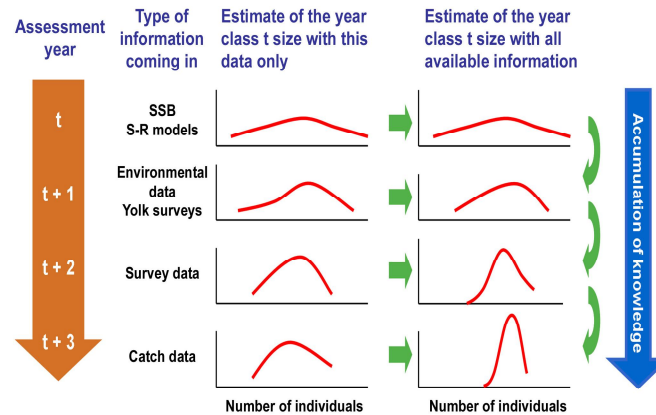 Assessment
year
Type of
information
coming in
Estimate of the year
class t size with this
data only
Estimate of the year
class t size with all
available information
t
SSB
S-R models
t + 1
Environmental
data
Yolk surveys
t + 2
Survey data
t + 3
Catch data
Number of individuals
Number of individuals
Accumulation of knowledge